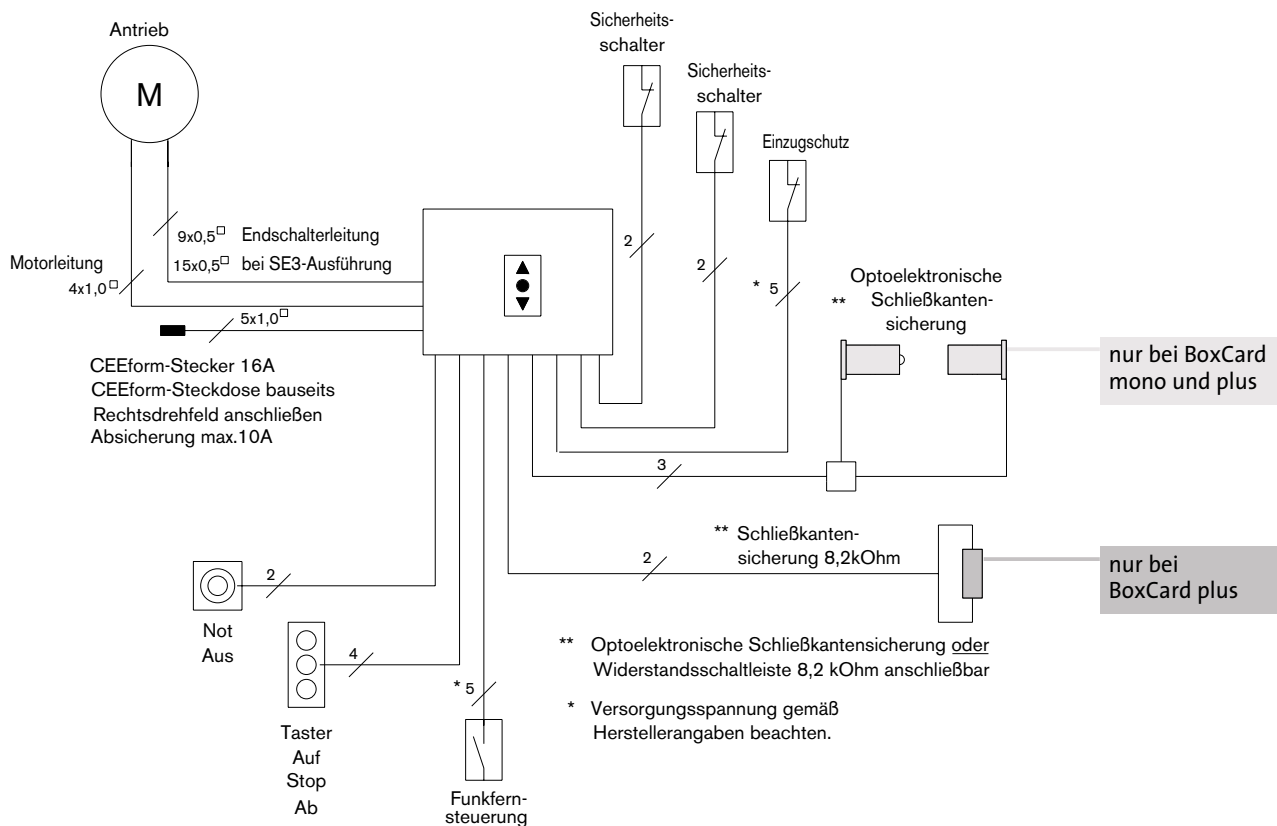 Antrieb
M
Sicherheits-
schalter
Sicherheits-
schalter
Einzugschutz
9x0,5□ Endschalterleitung
15x0,5□ bei SE3-Ausführung
Motorleitung
4x1,0□
5x1,0□
CEEform-Stecker 16A
CEEform-Steckdose bauseits
Rechtsdrehfeld anschließen
Absicherung max.10A
2
2
* 5
Optoelektronische
** Schließkanten-
sicherung
nur bei BoxCard
mono und plus
3
** Schließkanten-
sicherung 8,2kOhm
2
nur bei
BoxCard plus
2
Not
Aus
4
Taster
Auf
Stop
Ab
* 5
Funkfern-
steuerung
** Optoelektronische Schließkantensicherung oder
Widerstandsschaltleiste 8,2 kOhm anschließbar
* Versorgungsspannung gemäß
Herstellerangaben beachten.